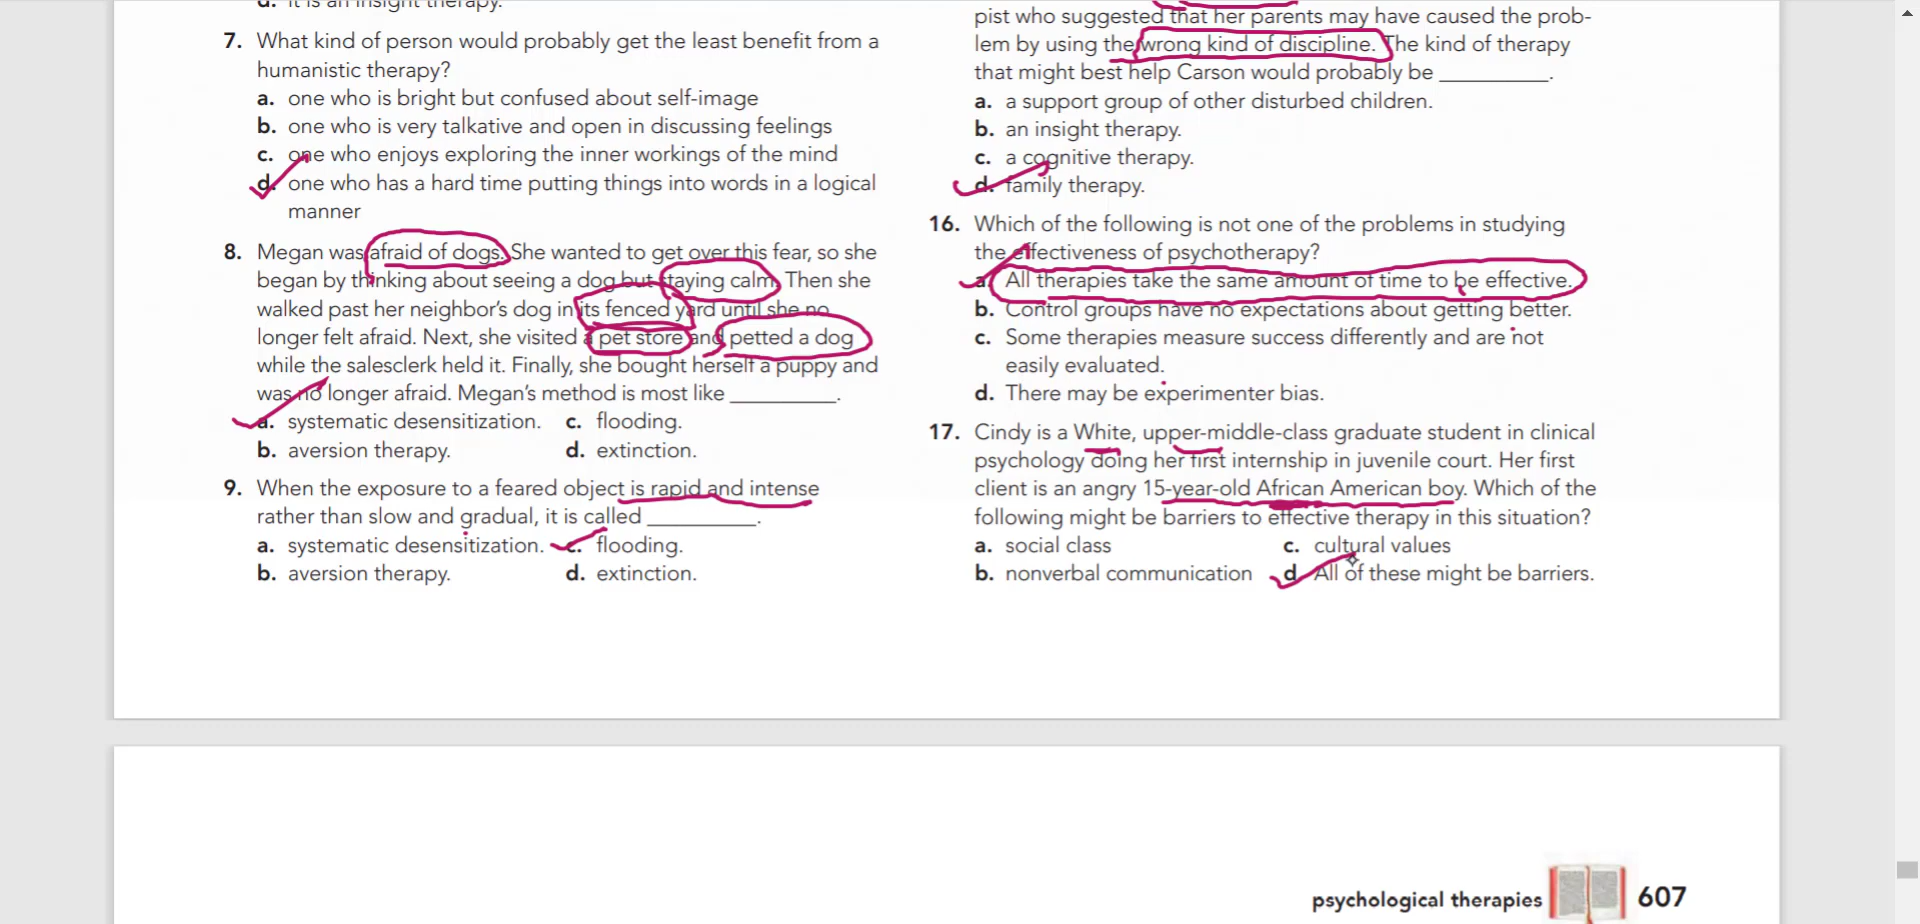 d. It is an insight therapy.
7. What kind of person would probably get the least benefit from a
humanistic therapy?
a. one who is bright but confused about self-image
b. one who is very talkative and open in discussing feelings
c. one who enjoys exploring the inner workings of the mind
d. one who has a hard time putting things into words in a logical
manner
8. Megan was afraid of dogs. She wanted to get over this fear, so she
began by thinking about seeing a dog but staying calm. Then she
walked past her neighbor's dog in its fenced yard until she no
longer felt afraid. Next, she visited a pet store and petted a dog
while the salesclerk held it. Finally, she bought herself a puppy and
was no longer afraid. Megan's method is most like __________.
a. systematic desensitization. c. flooding.
b. aversion therapy. d. extinction.
9. When the exposure to a feared object is rapid and intense
rather than slow and gradual, it is called __________.
a. systematic desensitization. c. flooding.
b. aversion therapy. d. extinction.
pist who suggested that her parents may have caused the prob-
lem by using the wrong kind of discipline. The kind of therapy
that might best help Carson would probably be __________.
a. a support group of other disturbed children.
b. an insight therapy.
c. a cognitive therapy.
d. family therapy.
16. Which of the following is not one of the problems in studying
the effectiveness of psychotherapy?
a. All therapies take the same amount of time to be effective.
b. Control groups have no expectations about getting better.
c. Some therapies measure success differently and are not
easily evaluated.
d. There may be experimenter bias.
17. Cindy is a White, upper-middle-class graduate student in clinical
psychology doing her first internship in juvenile court. Her first
client is an angry 15-year-old African American boy. Which of the
following might be barriers to effective therapy in this situation?
a. social class c. cultural values
b. nonverbal communication d. All of these might be barriers.
psychological therapies 607